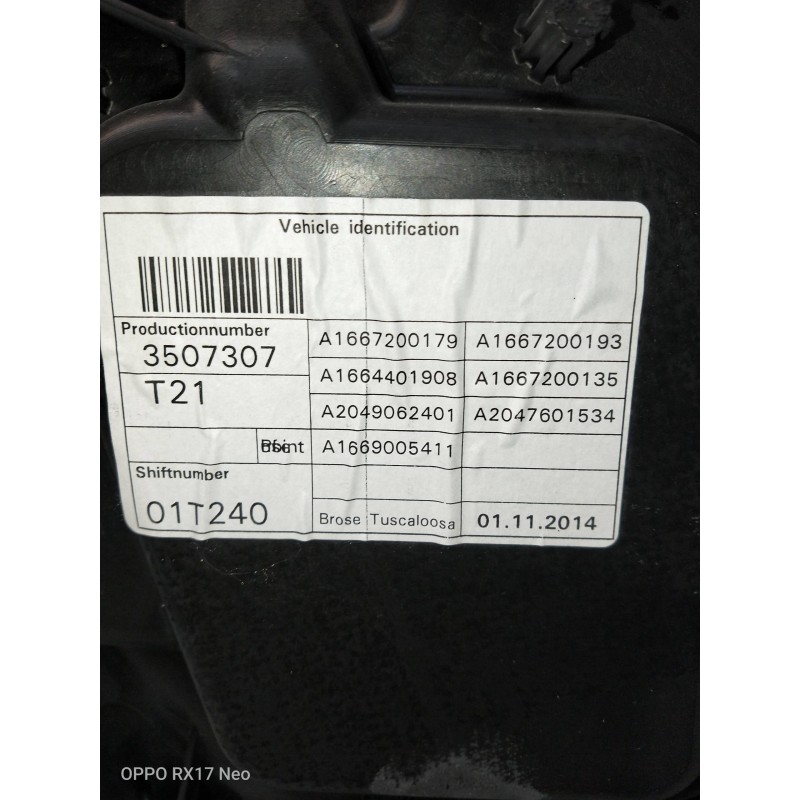 Vehicle identification
Productionnumber
3507307
A1667200179 A1667200193
T21
A1664401908 A1667200135
A2049062401 A2047601534
A1669005411
Shiftnumber
01T240
Brose Tuscaloosa 01.11.2014
OPPO RX17 Neo